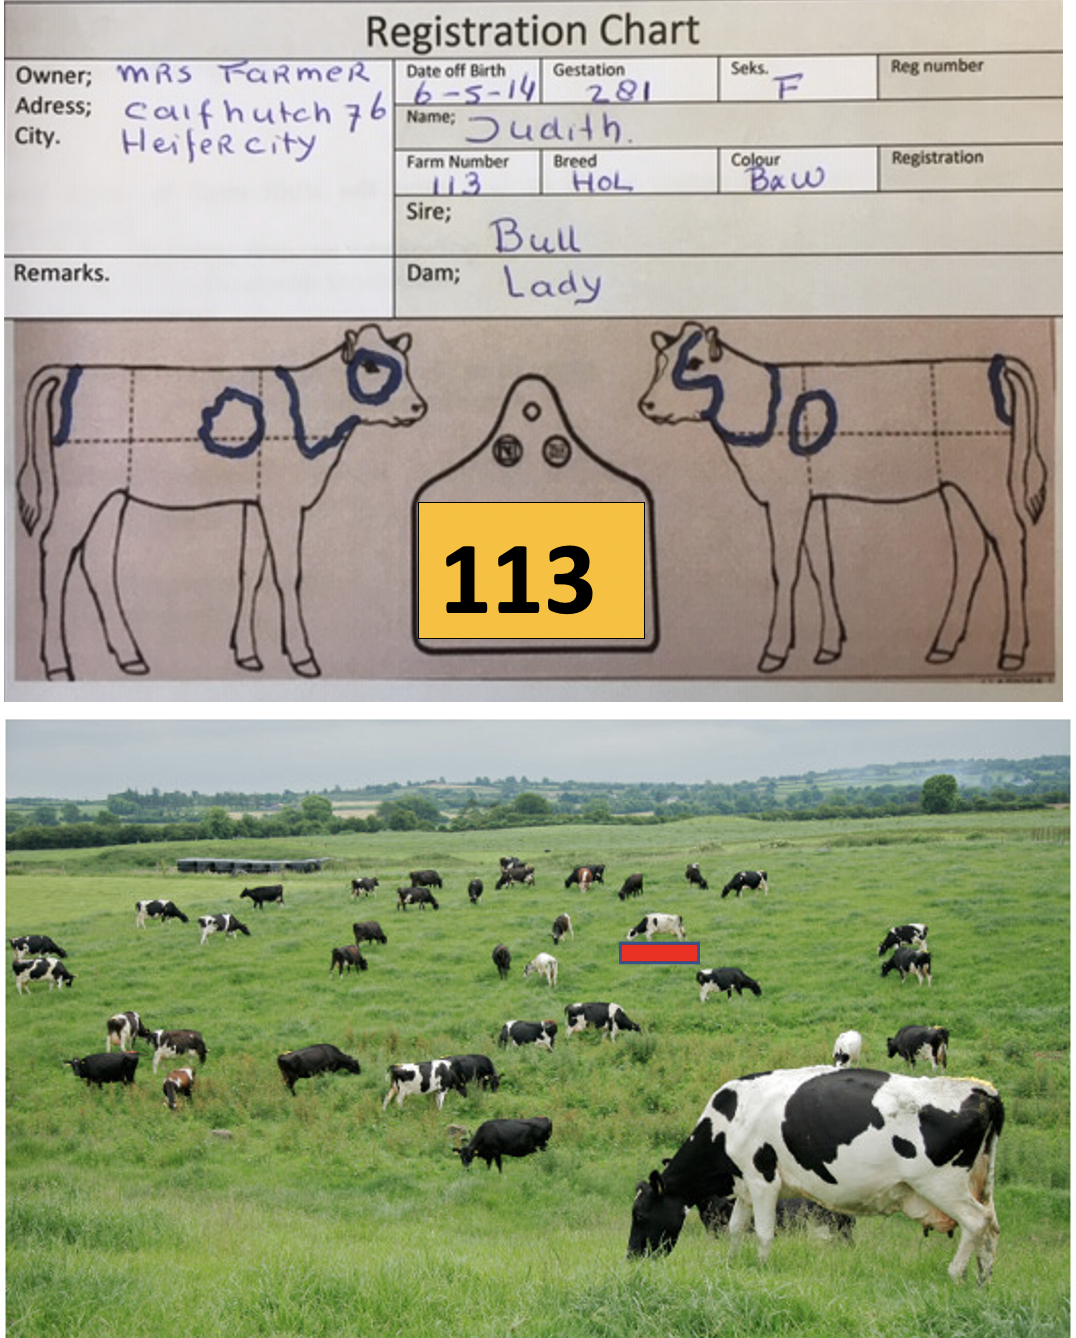 Registration Chart
Owner; MRS FARMER
Adress; Calfhutch 76
City. HeifeR city
Date off Birth 6-5-14
Gestation 281
Seks. F
Reg number
Name; Judith.
Farm Number 113
Breed HOL
Colour B&W
Registration
Sire; Bull
Remarks.
Dam; Lady
113